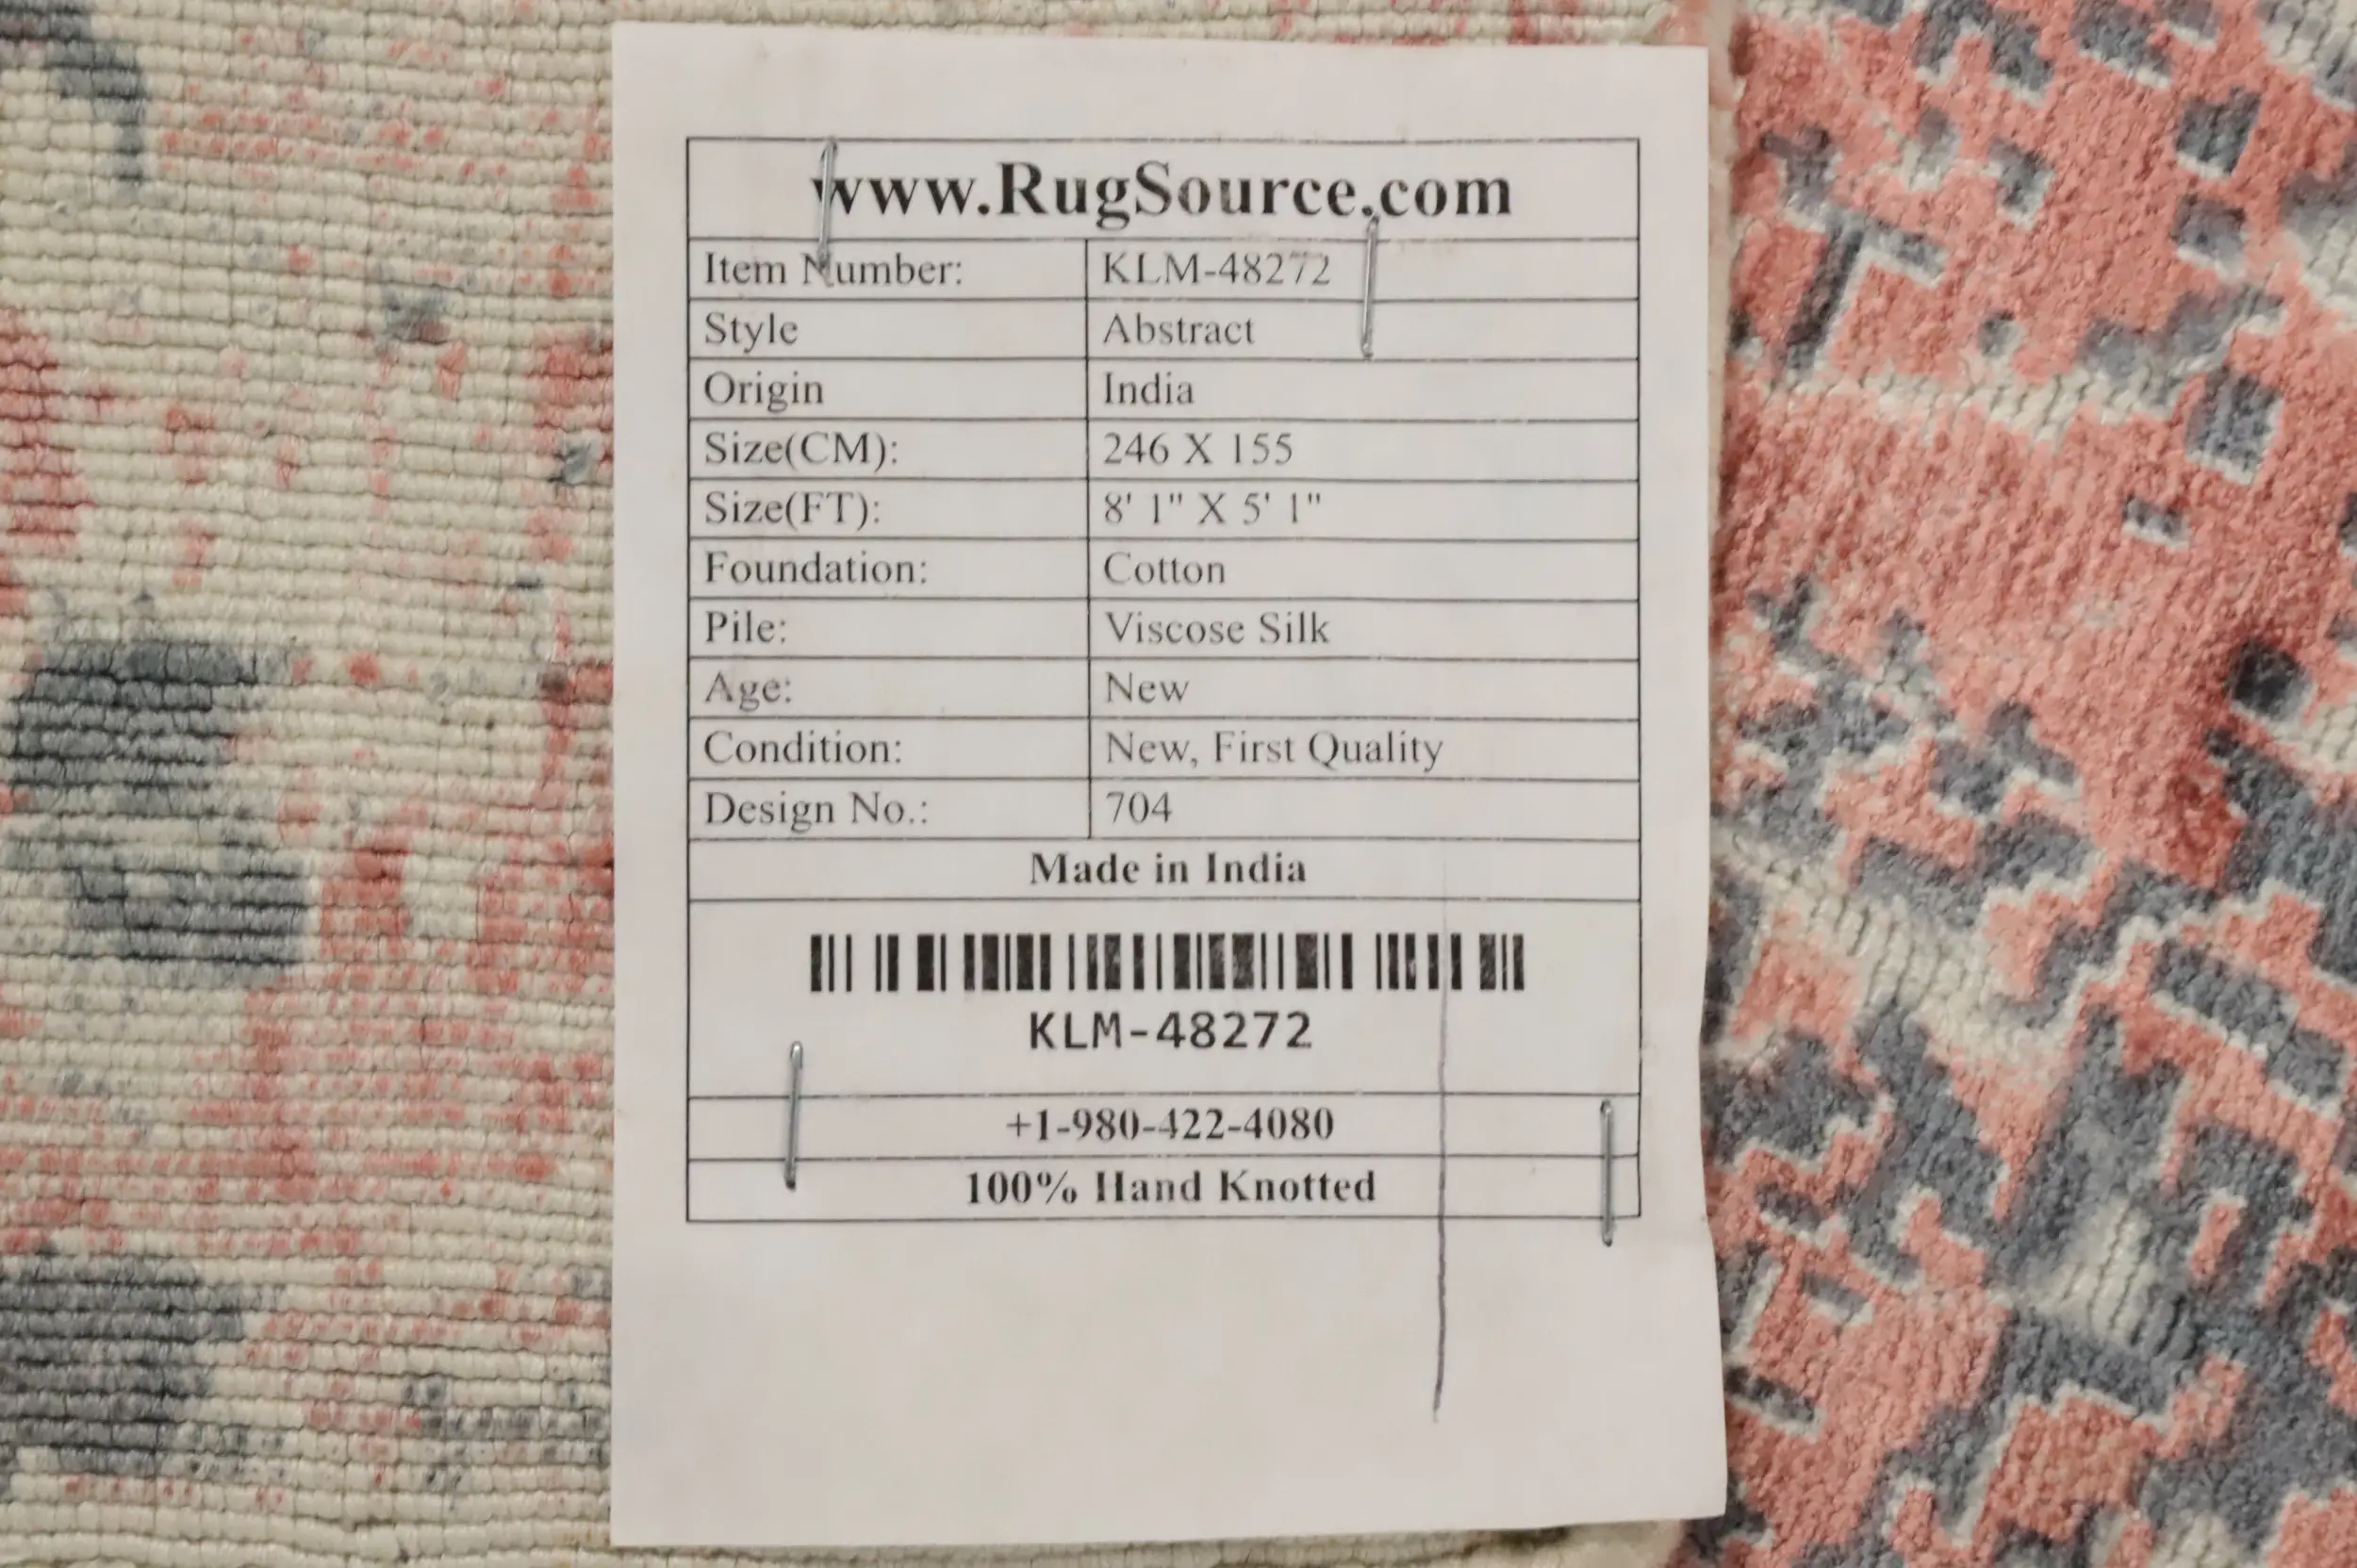 www.RugSource.com
Item Number: KLM-48272
Style Abstract
Origin India
Size(CM): 246 X 155
Size(FT): 8' 1" X 5' 1"
Foundation: Cotton
Pile: Viscose Silk
Age: New
Condition: New, First Quality
Design No.: 704
Made in India
KLM-48272
+1-980-422-4080
100% Hand Knotted